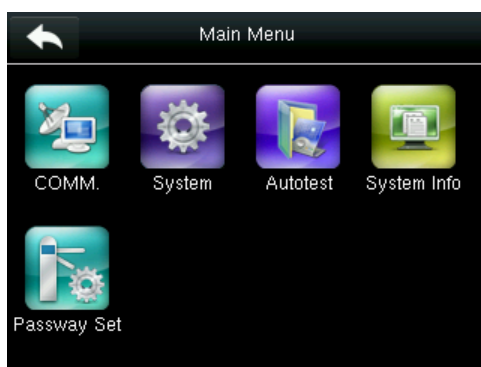 Main Menu
COMM.
System
Autotest
System Info
Passway Set